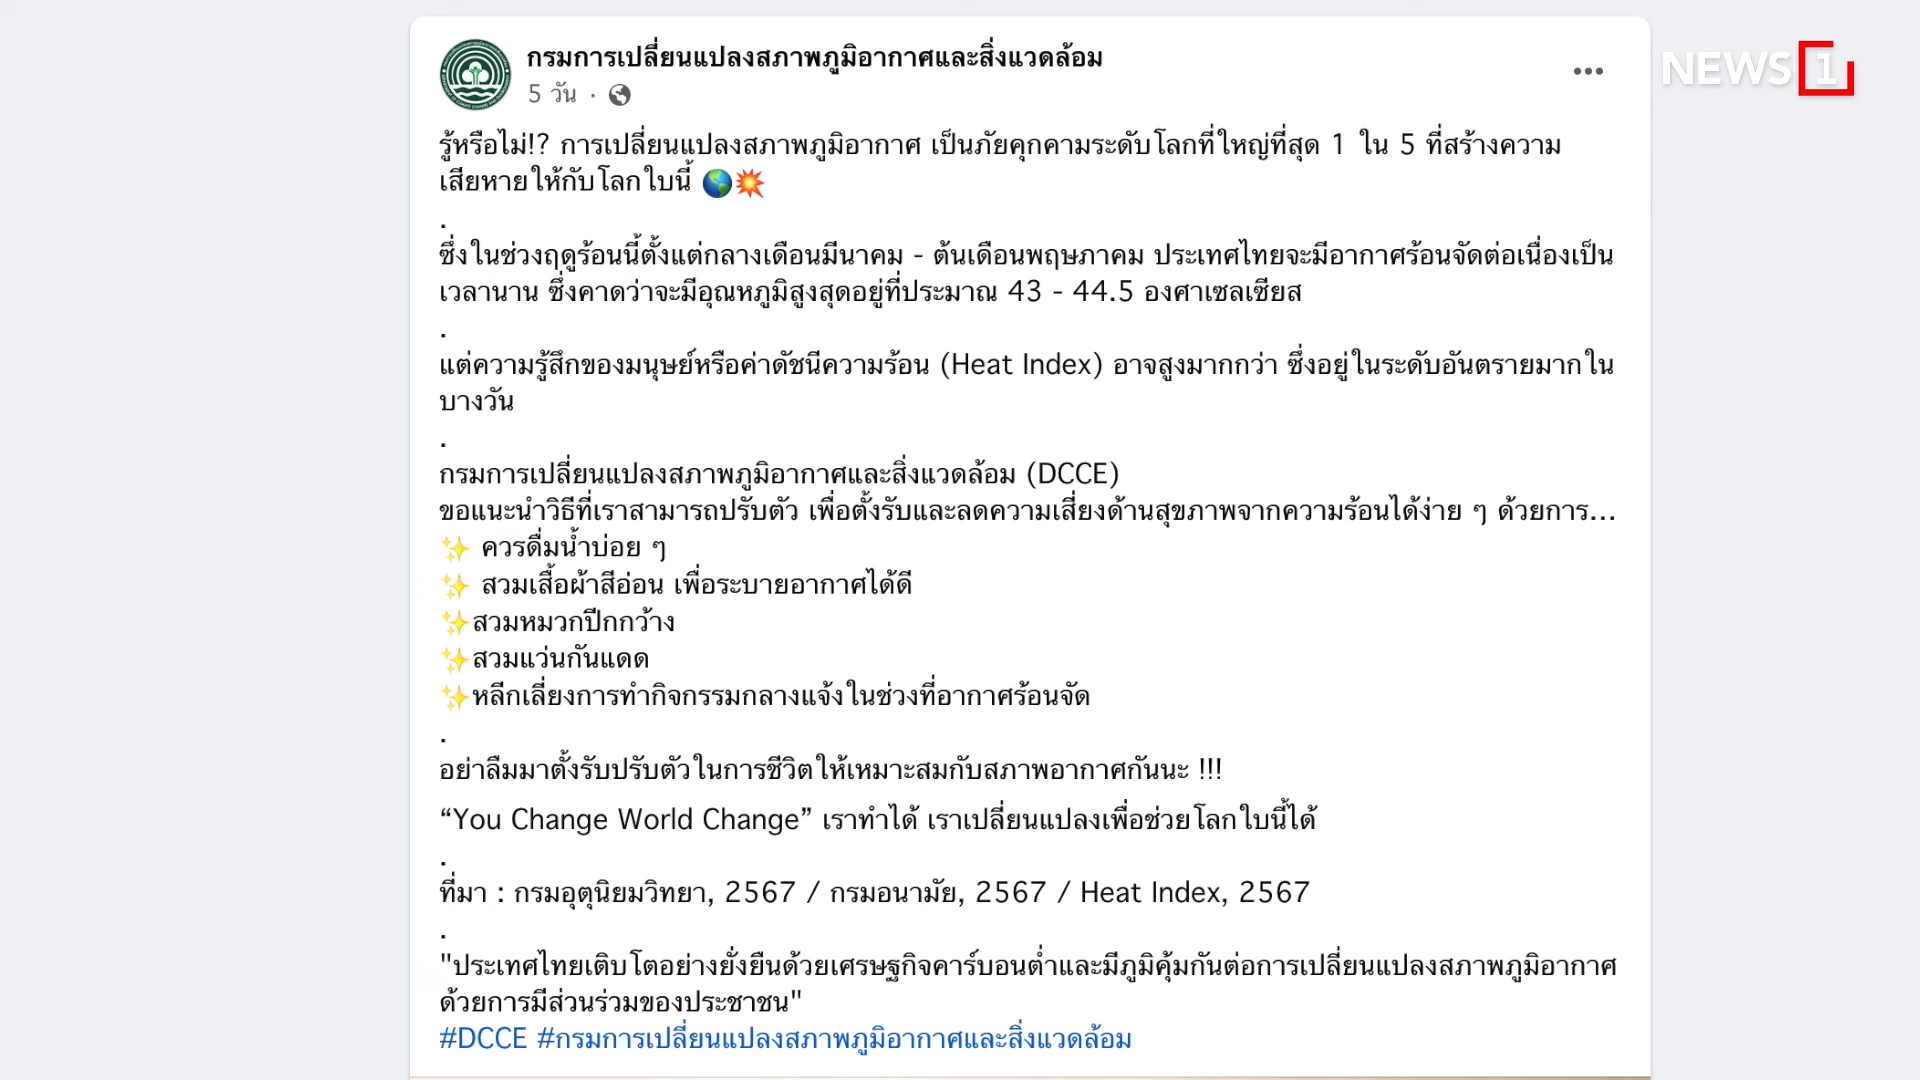 กรมการเปลี่ยนแปลงสภาพภูมิอากาศและสิ่งแวดล้อม
5 วัน ·
NEWS 1
รู้หรือไม่!? การเปลี่ยนแปลงสภาพภูมิอากาศ เป็นภัยคุกคามระดับโลกที่ใหญ่ที่สุด 1 ใน 5 ที่สร้างความ
เสียหายให้กับโลกใบนี้ 🌎💥
.
ซึ่งในช่วงฤดูร้อนนี้ตั้งแต่กลางเดือนมีนาคม - ต้นเดือนพฤษภาคม ประเทศไทยจะมีอากาศร้อนจัดต่อเนื่องเป็น
เวลานาน ซึ่งคาดว่าจะมีอุณหภูมิสูงสุดอยู่ที่ประมาณ 43 - 44.5 องศาเซลเซียส
.
แต่ความรู้สึกของมนุษย์หรือค่าดัชนีความร้อน (Heat Index) อาจสูงมากกว่า ซึ่งอยู่ในระดับอันตรายมากใน
บางวัน
.
กรมการเปลี่ยนแปลงสภาพภูมิอากาศและสิ่งแวดล้อม (DCCE)
ขอแนะนำวิธีที่เราสามารถปรับตัว เพื่อตั้งรับและลดความเสี่ยงด้านสุขภาพจากความร้อนได้ง่าย ๆ ด้วยการ...
✨ ควรดื่มน้ำบ่อย ๆ
✨ สวมเสื้อผ้าสีอ่อน เพื่อระบายอากาศได้ดี
✨สวมหมวกปีกกว้าง
✨สวมแว่นกันแดด
✨หลีกเลี่ยงการทำกิจกรรมกลางแจ้งในช่วงที่อากาศร้อนจัด
.
อย่าลืมมาตั้งรับปรับตัวในการชีวิตให้เหมาะสมกับสภาพอากาศกันนะ !!!
“You Change World Change” เราทำได้ เราเปลี่ยนแปลงเพื่อช่วยโลกใบนี้ได้
.
ที่มา : กรมอุตุนิยมวิทยา, 2567 / กรมอนามัย, 2567 / Heat Index, 2567
.
"ประเทศไทยเติบโตอย่างยั่งยืนด้วยเศรษฐกิจคาร์บอนต่ำและมีภูมิคุ้มกันต่อการเปลี่ยนแปลงสภาพภูมิอากาศ
ด้วยการมีส่วนร่วมของประชาชน"
#DCCE #กรมการเปลี่ยนแปลงสภาพภูมิอากาศและสิ่งแวดล้อม